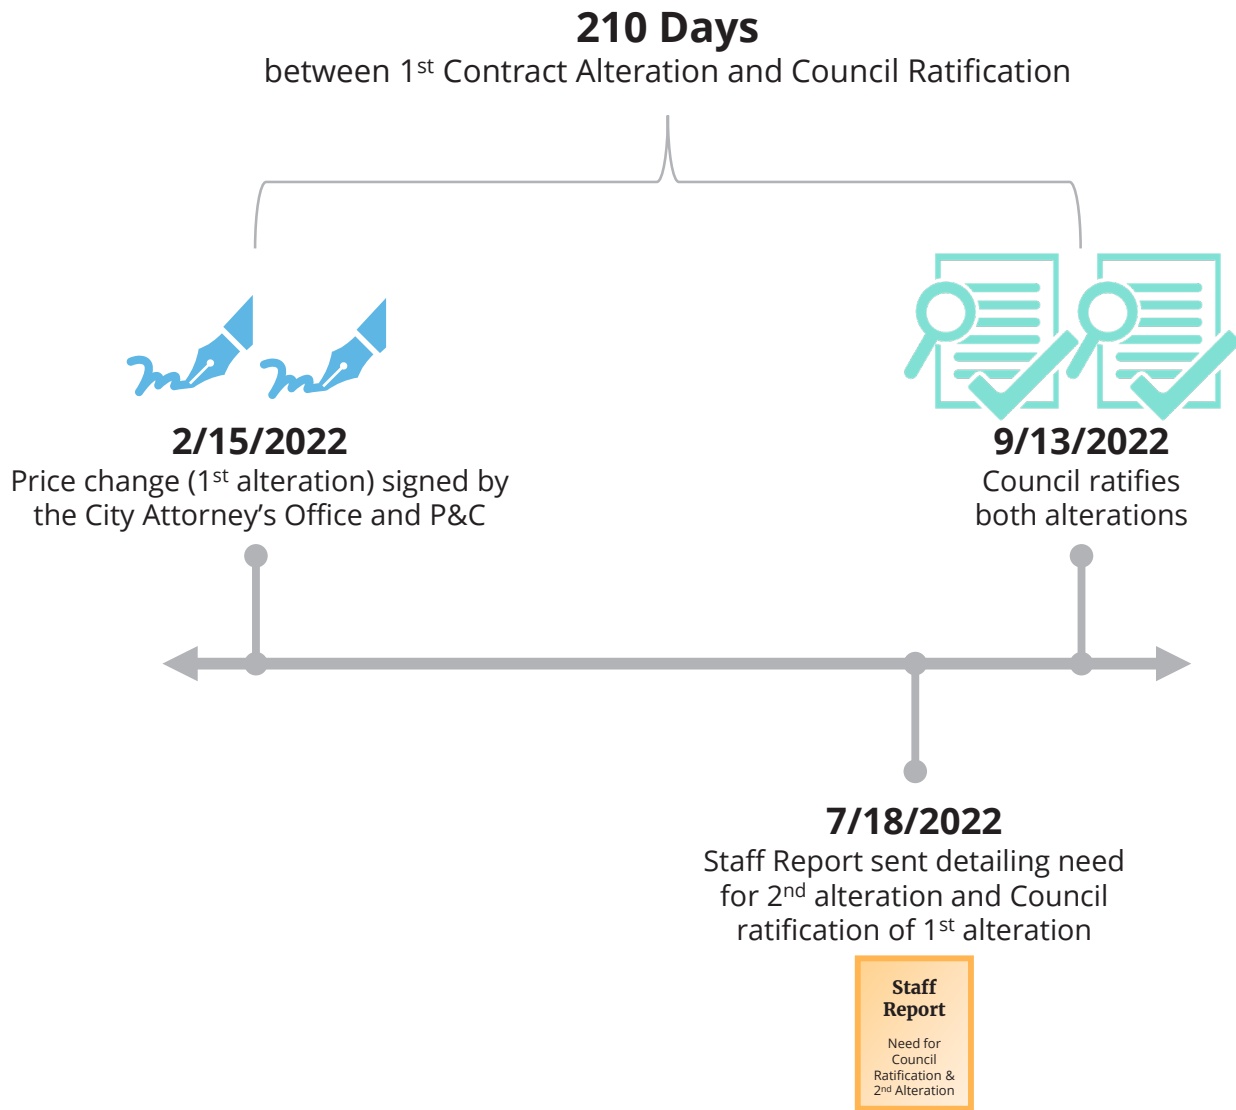 210 Days
between 1st Contract Alteration and Council Ratification
2/15/2022
Price change (1st alteration) signed by
the City Attorney’s Office and P&C
9/13/2022
Council ratifies
both alterations
7/18/2022
Staff Report sent detailing need
for 2nd alteration and Council
ratification of 1st alteration
Staff
Report
Need for
Council
Ratification &
2nd Alteration